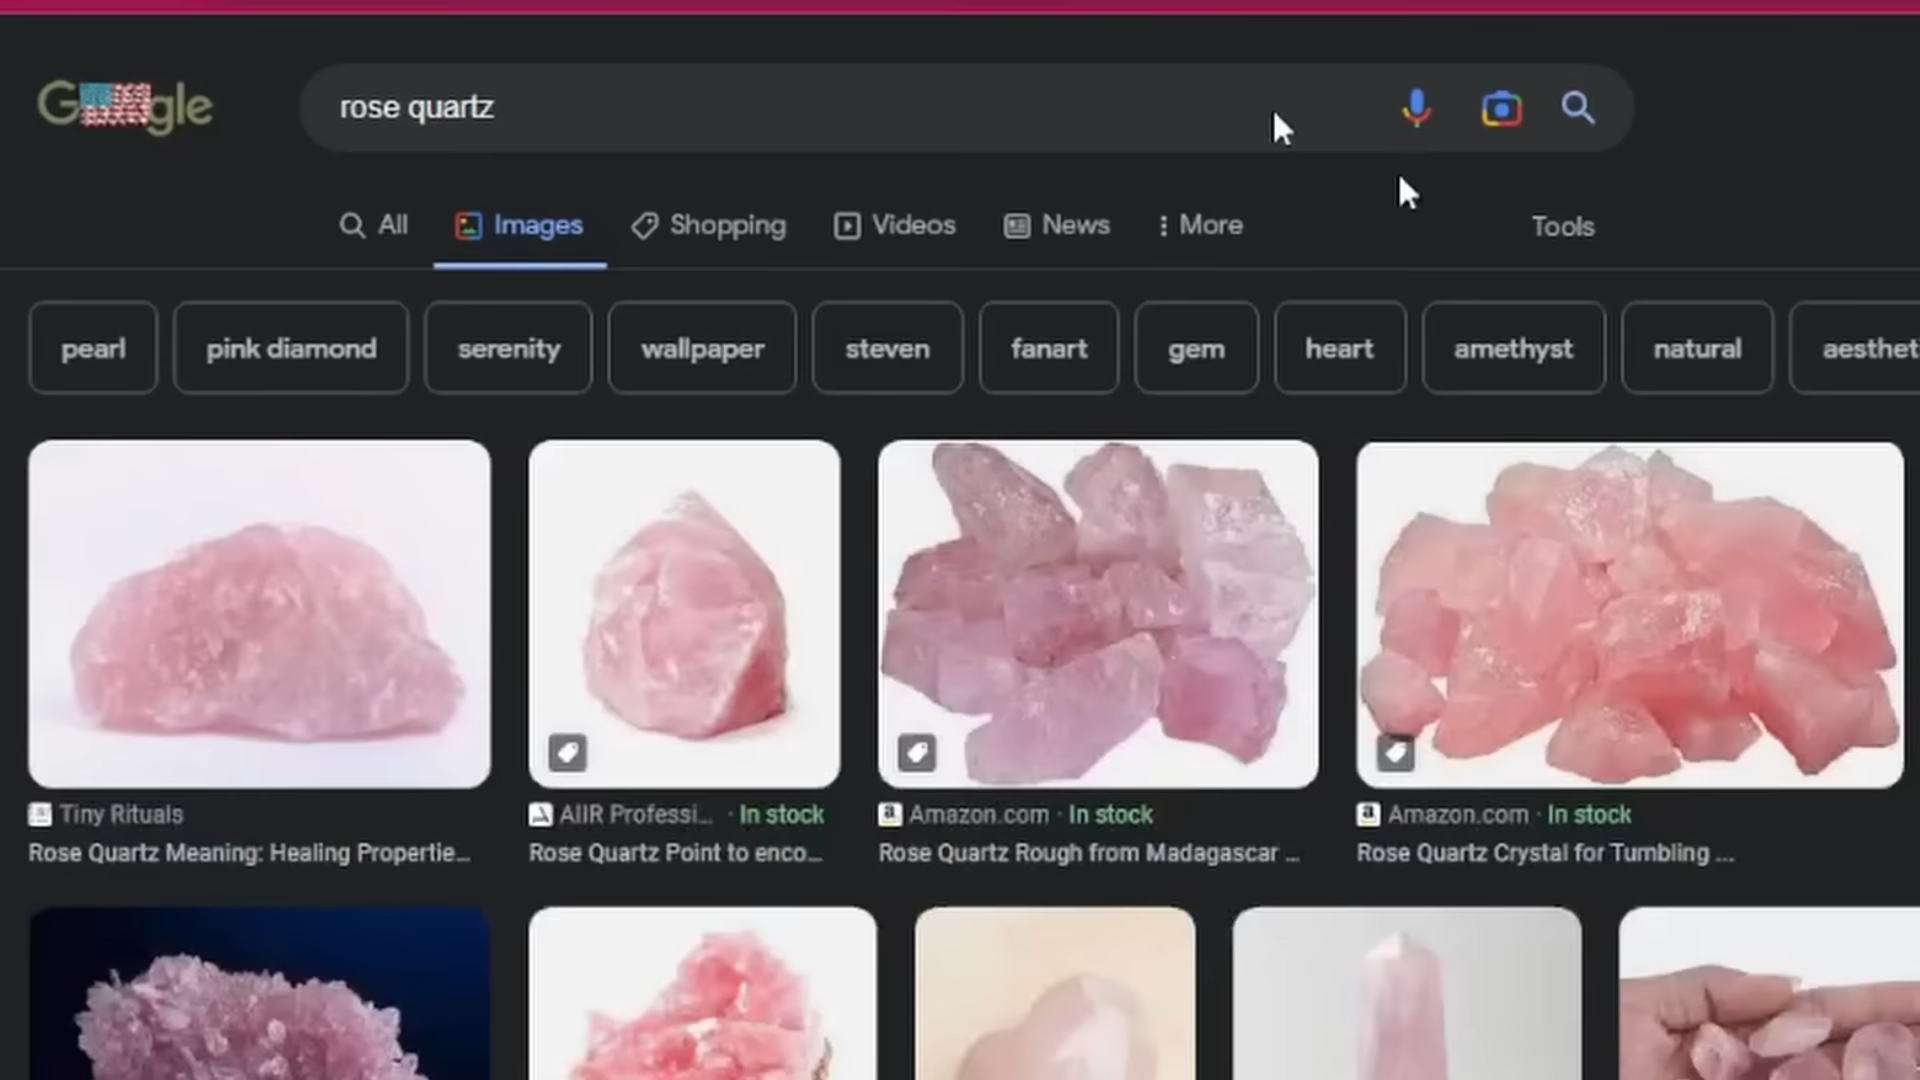 Google
rose quartz
All Images Shopping Videos News More Tools
pearl pink diamond serenity wallpaper steven fanart gem heart amethyst natural aesthet
Tiny Rituals AIIR Professi... · In stock Amazon.com · In stock Amazon.com · In stock
Rose Quartz Meaning: Healing Propertie... Rose Quartz Point to enco... Rose Quartz Rough from Madagascar ... Rose Quartz Crystal for Tumbling ...